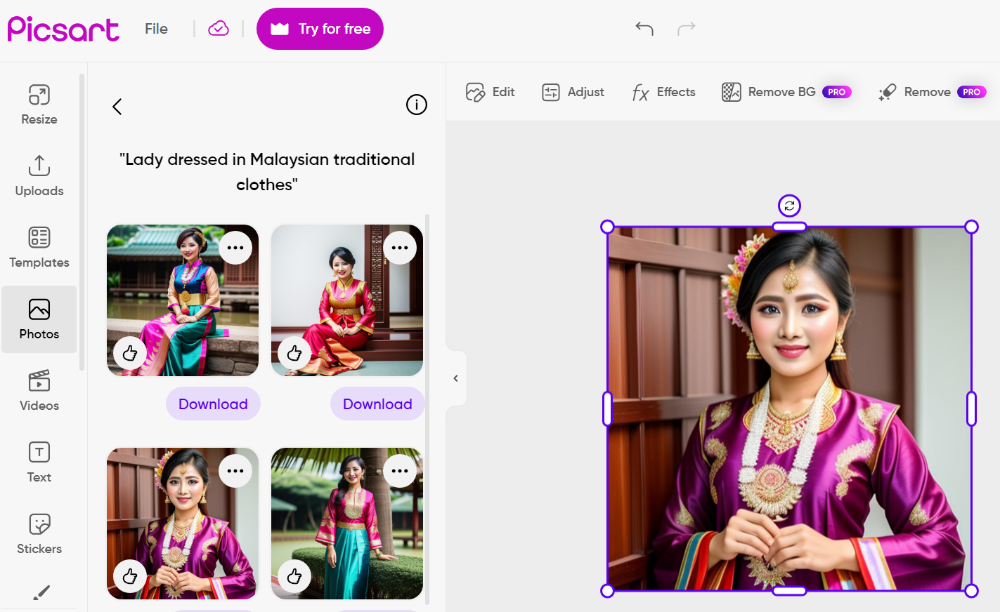 Picsart
File
Try for free
Resize
Uploads
Templates
Photos
Videos
Text
Stickers
"Lady dressed in Malaysian traditional
clothes"
Download
Download
Edit
Adjust
fx Effects
Remove BG PRO
Remove PRO